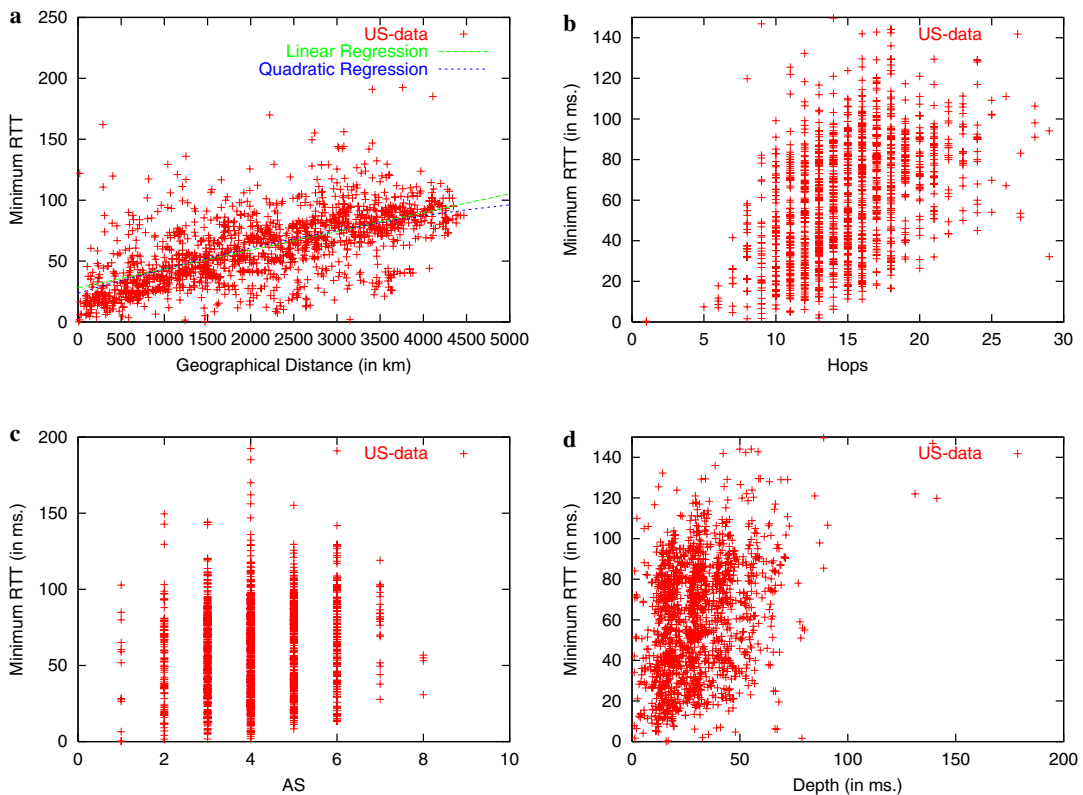 a
250
200
150
100
50
0
Minimum RTT
US-data
Linear Regression
Quadratic Regression
0 500 1000 1500 2000 2500 3000 3500 4000 4500 5000
Geographical Distance (in km)
b
140
120
100
80
60
40
20
0
Minimum RTT (in ms.)
US-data
0 5 10 15 20 25 30
Hops
c
200
150
100
50
0
Minimum RTT (in ms.)
US-data
0 2 4 6 8 10
AS
d
140
120
100
80
60
40
20
0
Minimum RTT (in ms.)
US-data
0 50 100 150 200
Depth (in ms.)